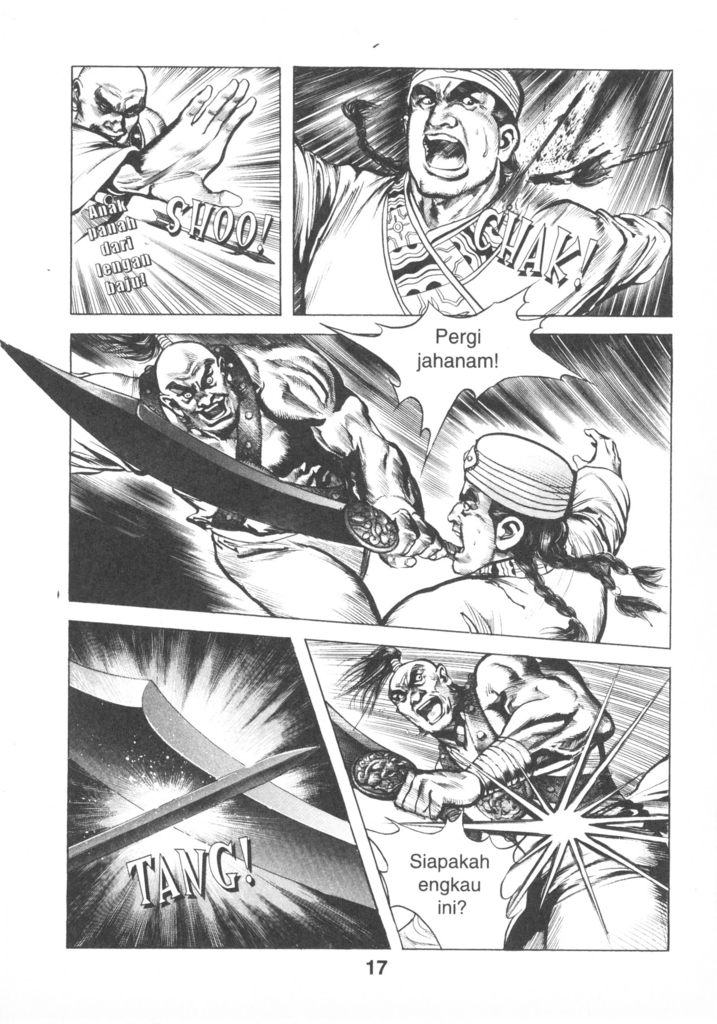 Anak
panah
dari
lengan
baju!
SHOO!
CHAK!
Pergi
jahanam!
TANG!
Siapakah
engkau
ini?
17